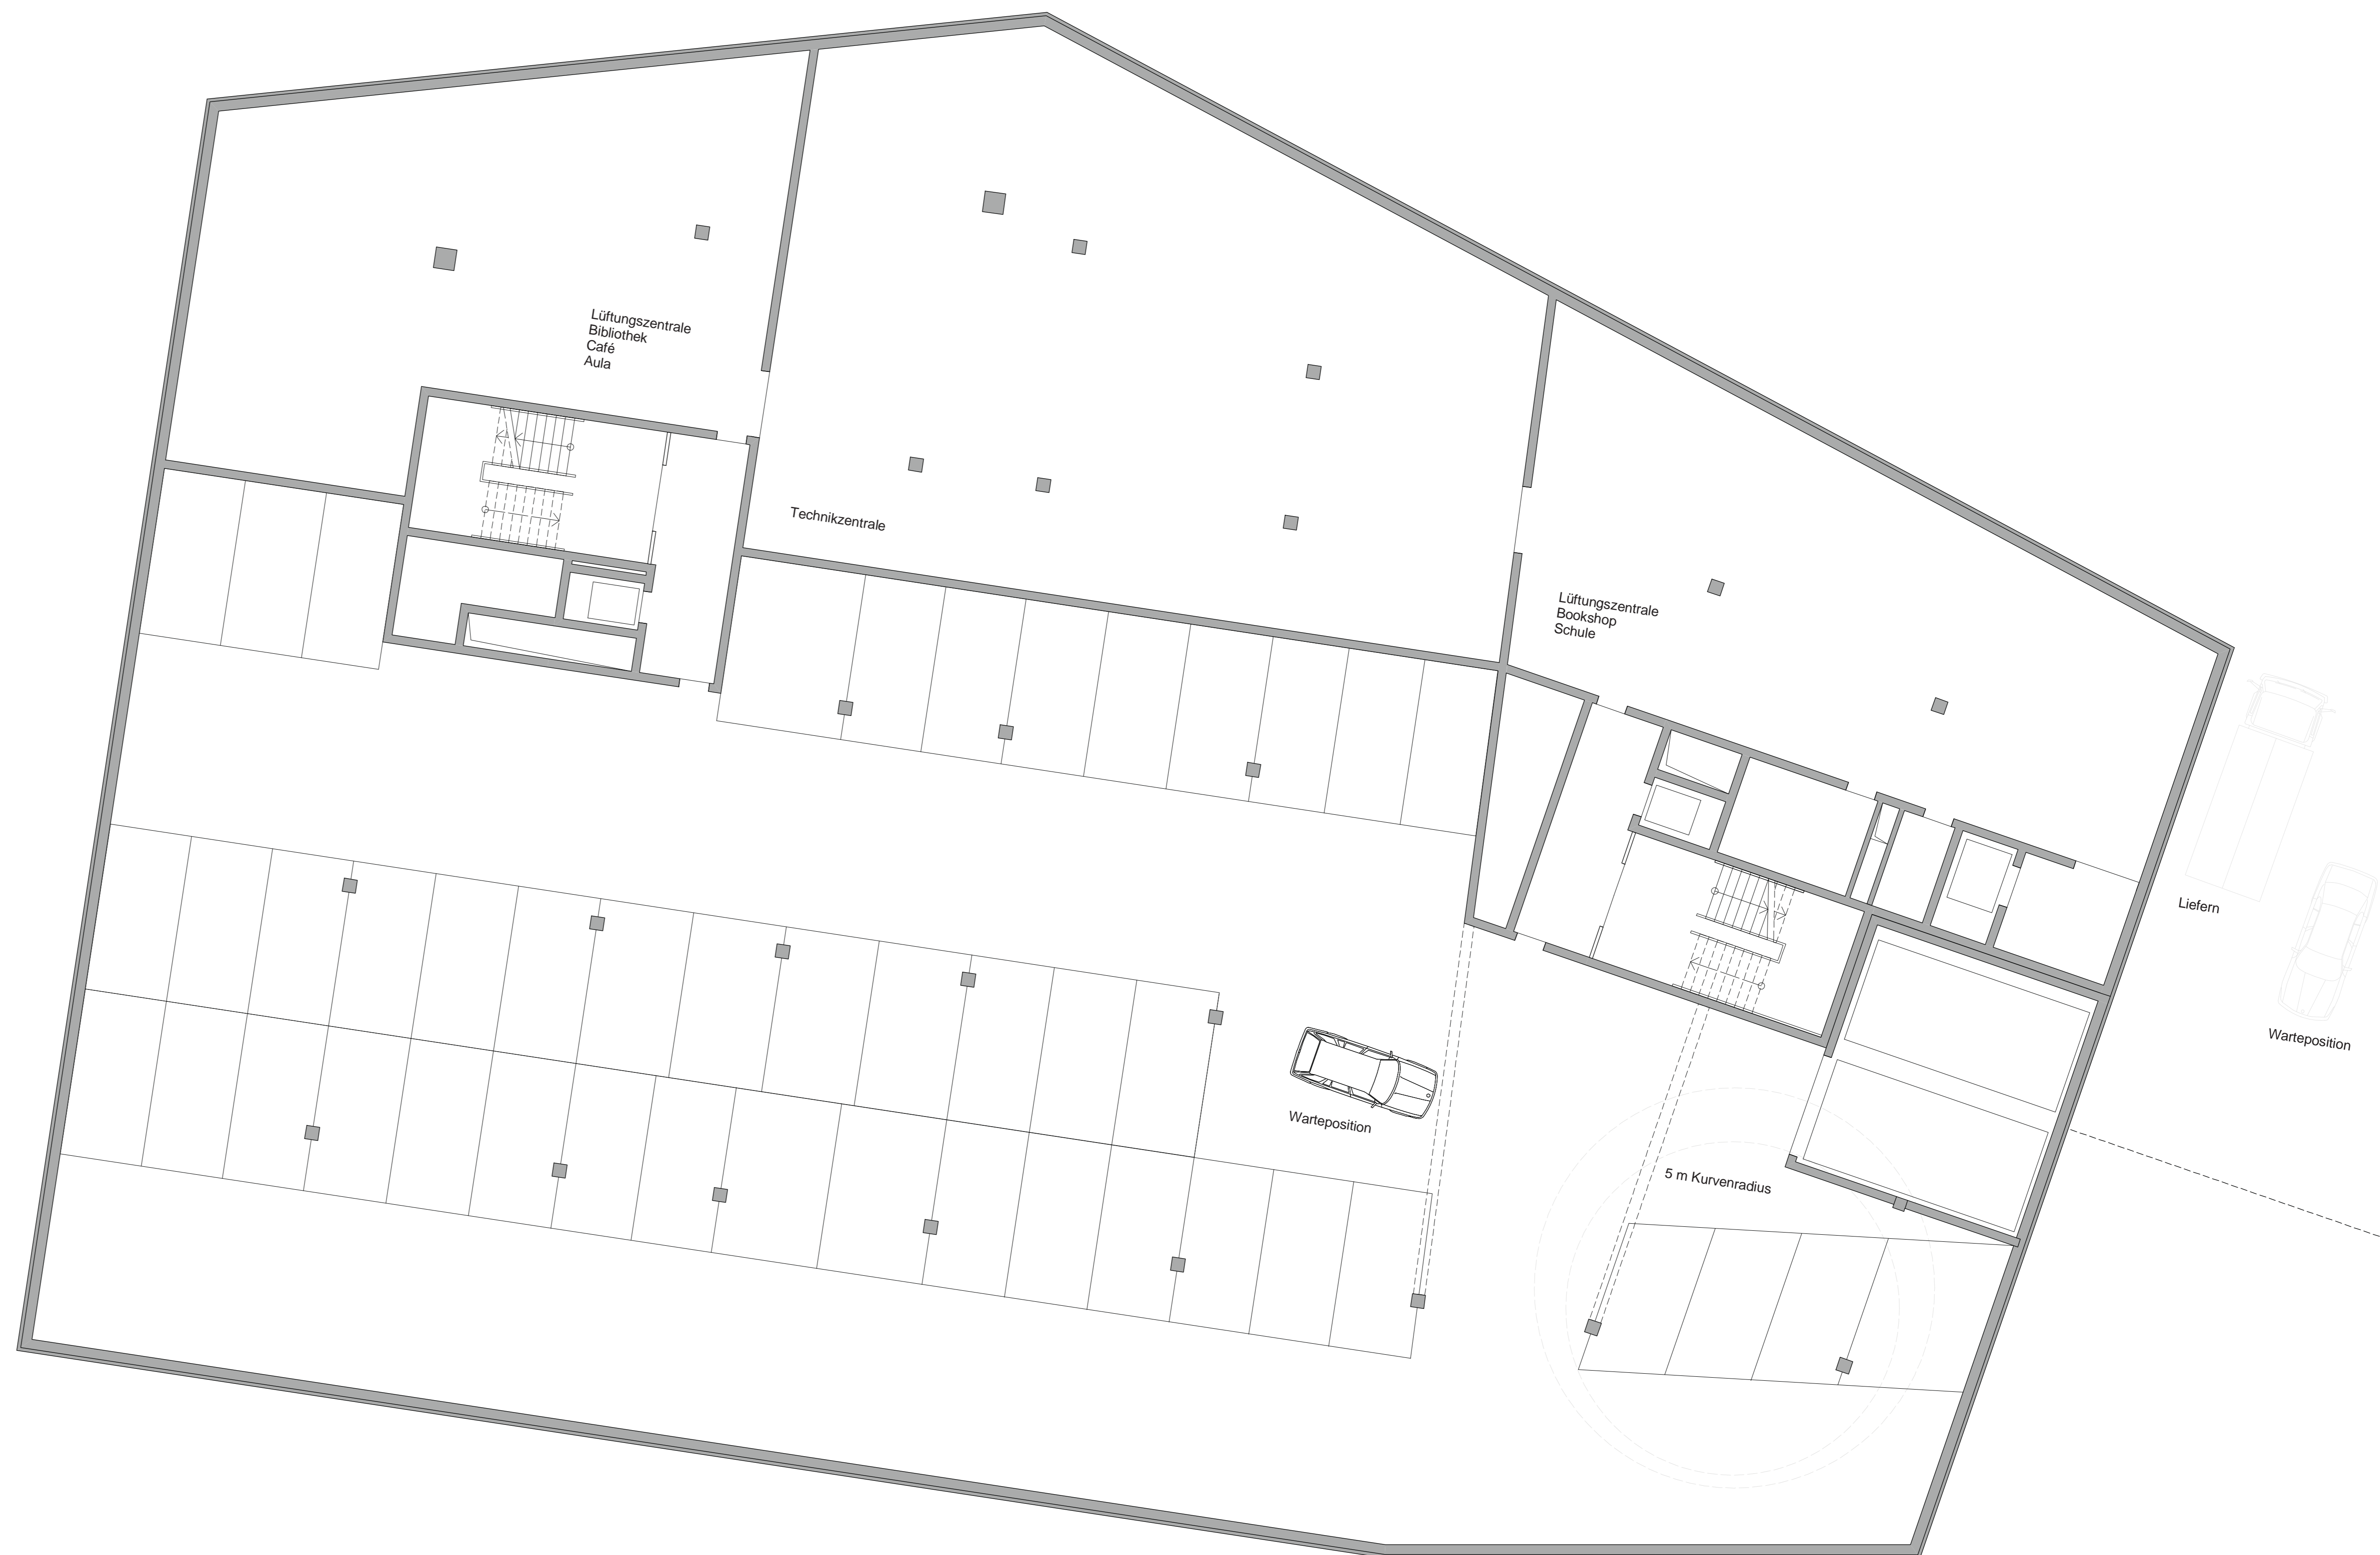 Lüftungszentrale
Bibliothek
Café
Aula
Technikzentrale
Lüftungszentrale
Bookshop
Schule
Liefern
Warteposition
Warteposition
5 m Kurvenradius